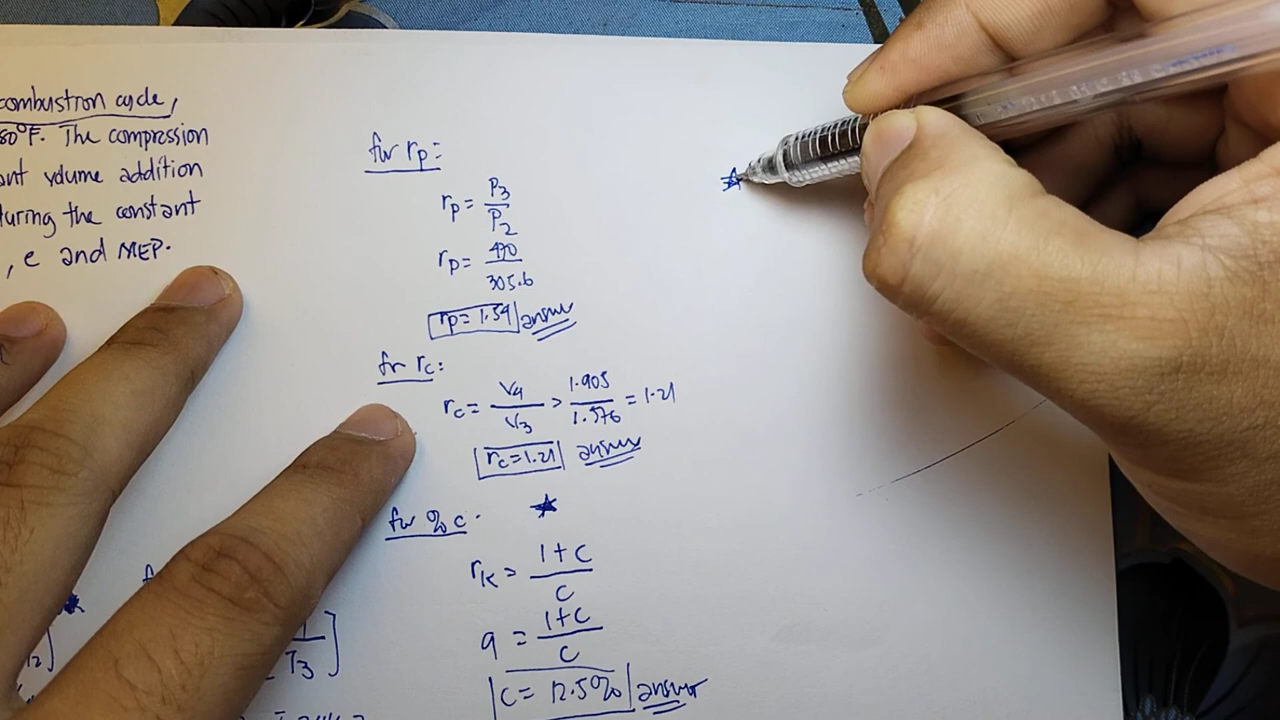 combustion cycle,
80°F. The compression
ant volume addition
during the constant
, e and MEP.
for rp:
rp = P3/P2
rp = 470/305.6
rp = 1.54 answer
for rc:
rc = V4/V3 > 1.905/1.576 = 1.21
rc = 1.21 answer
for %c.
rk = 1+c/c
9 = 1+c/c
c = 12.5% answer
T3